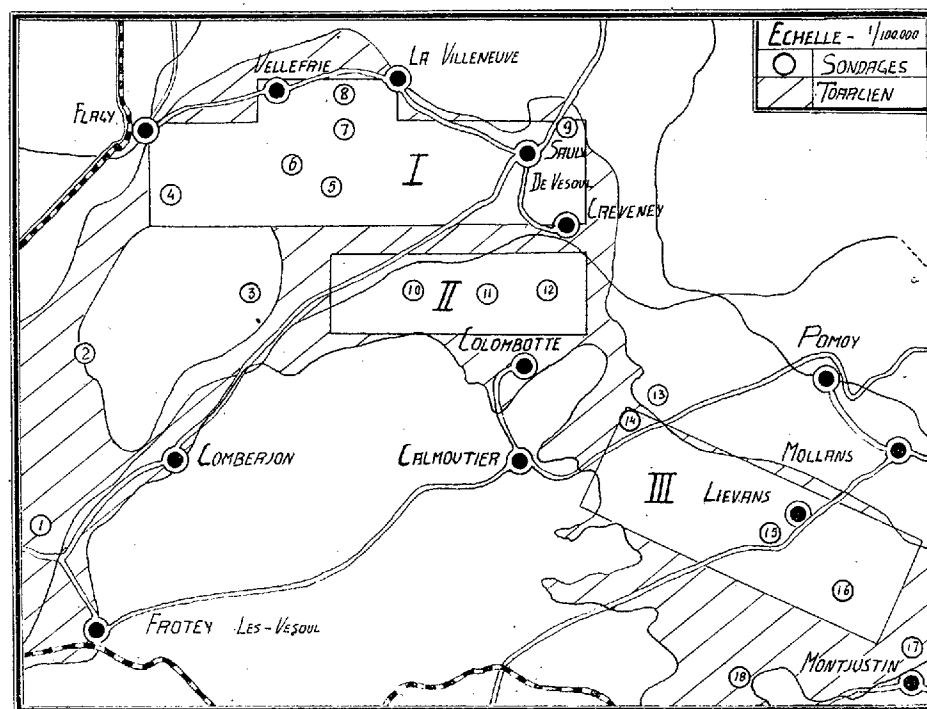 ECHELLE - 1/100.000
SONDAGES
TOARCIEN
LA VILLENEUVE
VELLEFRIE
FLAGY
8
7
9
6
5
4
I
SAULX
DE VESOUL
CREVENEY
3
10
II
11
12
2
COLOMBOTTE
POMOY
13
14
COMBERJON
CALMOUTIER
MOLLANS
III
LIEVANS
1
15
16
FROTEY LES-VESOUL
17
MONTJUSTIN
18